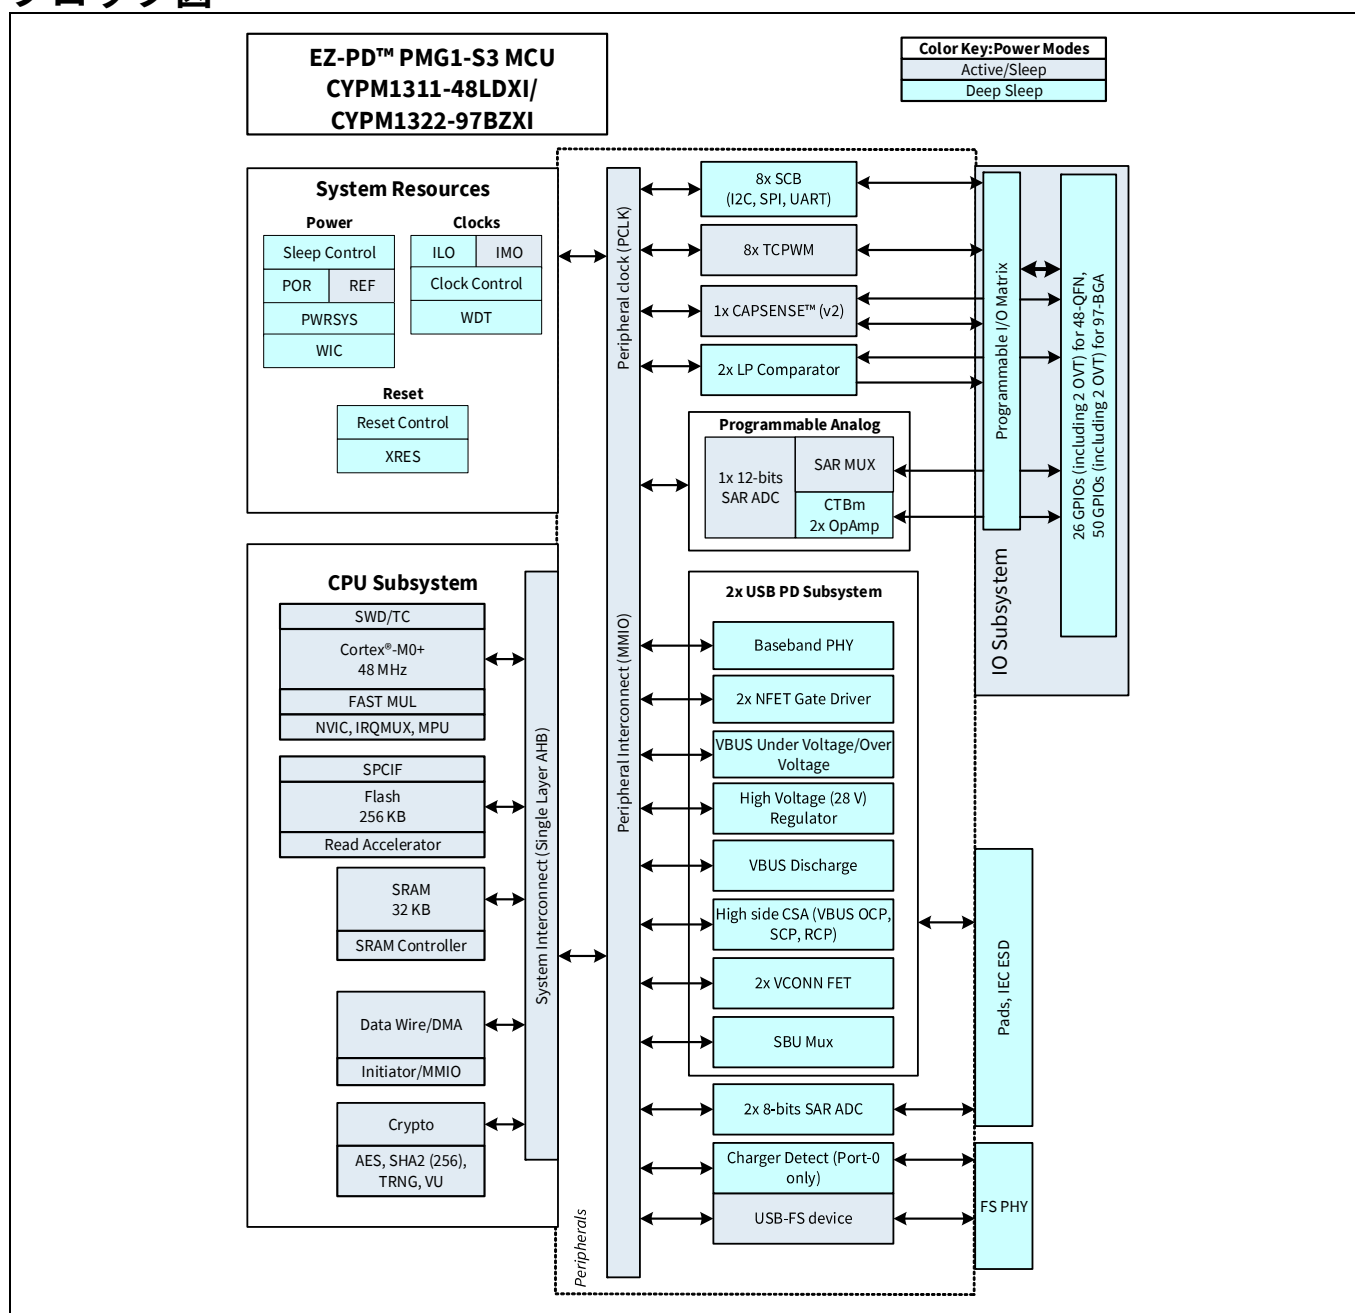 ブロック図
EZ-PD™ PMG1-S3 MCU
CYPM1311-48LDXI/
CYPM1322-97BZXI
Color Key:Power Modes
Active/Sleep
Deep Sleep
System Resources
Power
Sleep Control
POR
REF
PWRSYS
WIC
Clocks
ILO
IMO
Clock Control
WDT
Reset
Reset Control
XRES
CPU Subsystem
SWD/TC
Cortex®-M0+
48 MHz
FAST MUL
NVIC, IRQMUX, MPU
SPCIF
Flash
256 KB
Read Accelerator
SRAM
32 KB
SRAM Controller
Data Wire/DMA
Initiator/MMIO
Crypto
AES, SHA2 (256),
TRNG, VU
System Interconnect (Single Layer AHB)
Peripherals
Peripheral clock (PCLK)
Peripheral Interconnect (MMIO)
8x SCB
(I2C, SPI, UART)
8x TCPWM
1x CAPSENSE™ (v2)
2x LP Comparator
Programmable Analog
1x 12-bits
SAR ADC
SAR MUX
CTBm
2x OpAmp
2x USB PD Subsystem
Baseband PHY
2x NFET Gate Driver
VBUS Under Voltage/Over
Voltage
High Voltage (28 V)
Regulator
VBUS Discharge
High side CSA (VBUS OCP,
SCP, RCP)
2x VCONN FET
SBU Mux
2x 8-bits SAR ADC
Charger Detect (Port-0
only)
USB-FS device
Programmable I/O Matrix
IO Subsystem
26 GPIOs (including 2 OVT) for 48-QFN,
50 GPIOs (including 2 OVT) for 97-BGA
Pads, IEC ESD
FS PHY